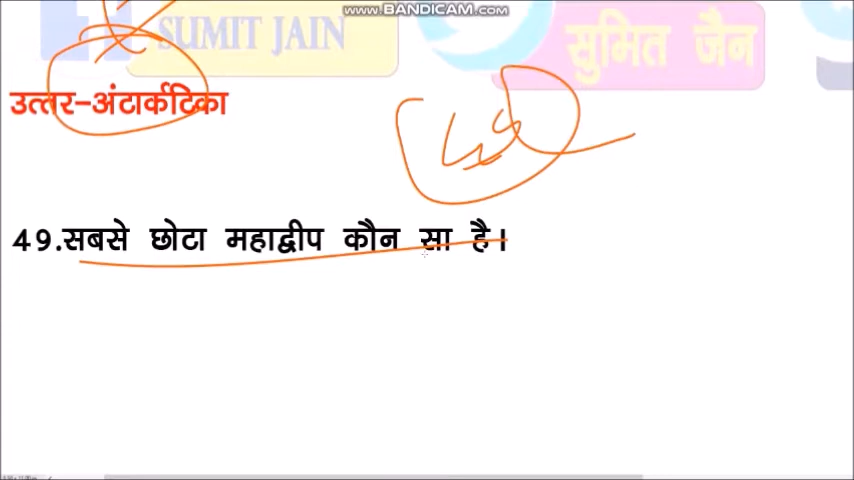 www.BANDICAM.com
SUMIT JAIN
सुमित जैन
उत्तर-अंटार्कटिका
49.सबसे छोटा महाद्वीप कौन सा है।